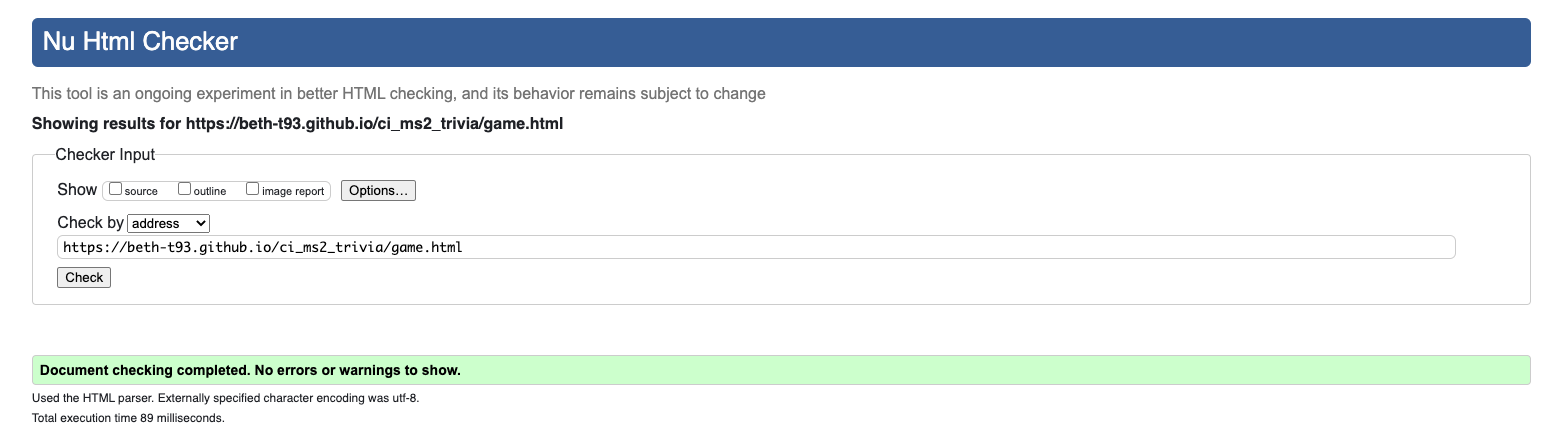 Nu Html Checker
This tool is an ongoing experiment in better HTML checking, and its behavior remains subject to change
Showing results for https://beth-t93.github.io/ci_ms2_trivia/game.html
Checker Input
Show source outline image report Options...
Check by address
https://beth-t93.github.io/ci_ms2_trivia/game.html
Check
Document checking completed. No errors or warnings to show.
Used the HTML parser. Externally specified character encoding was utf-8.
Total execution time 89 milliseconds.